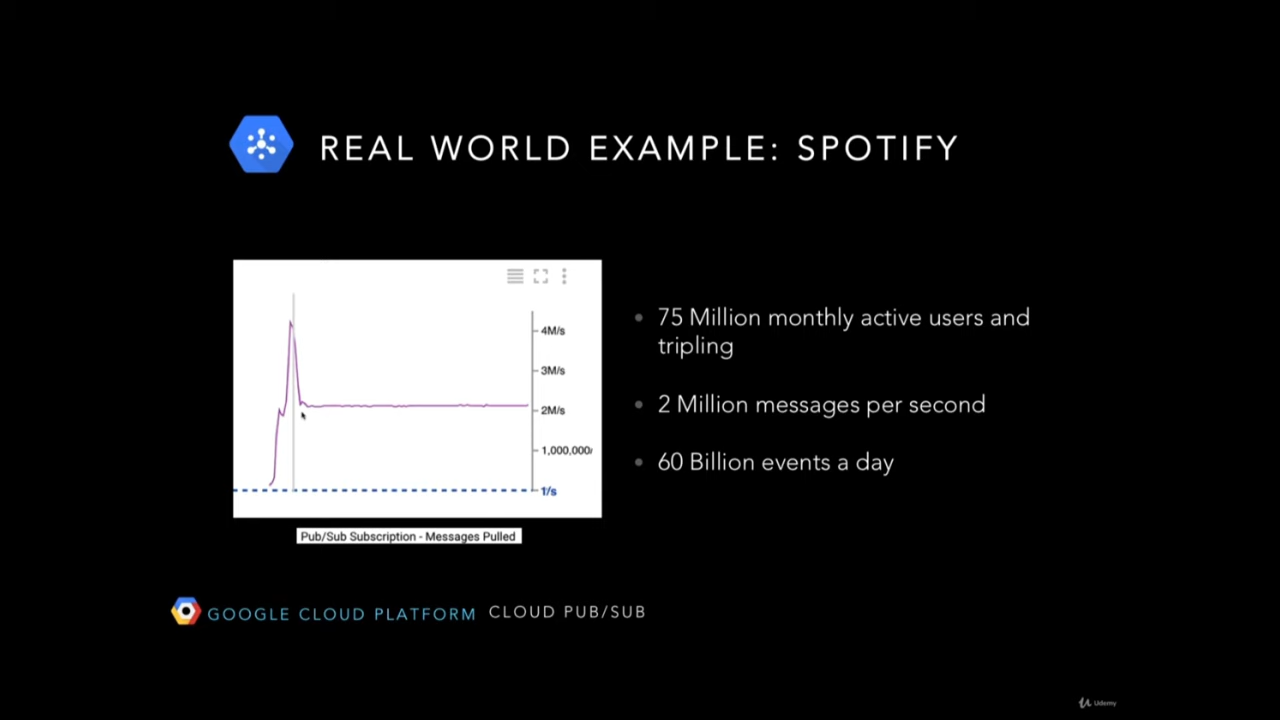 REAL WORLD EXAMPLE: SPOTIFY
4M/s
3M/s
2M/s
1,000,000/
1/s
Pub/Sub Subscription - Messages Pulled
75 Million monthly active users and
tripling
2 Million messages per second
60 Billion events a day
GOOGLE CLOUD PLATFORM CLOUD PUB/SUB
Udemy